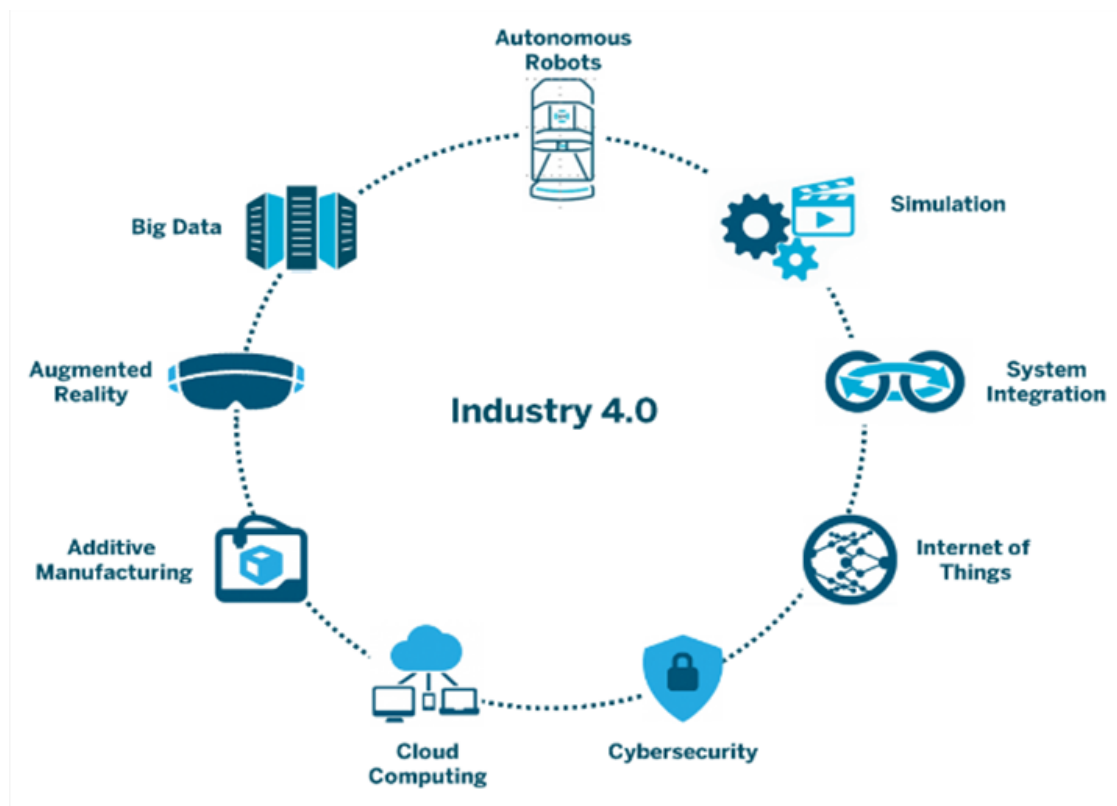 Autonomous
Robots
Simulation
Big Data
System
Integration
Augmented
Reality
Industry 4.0
Internet of
Things
Additive
Manufacturing
Cybersecurity
Cloud
Computing